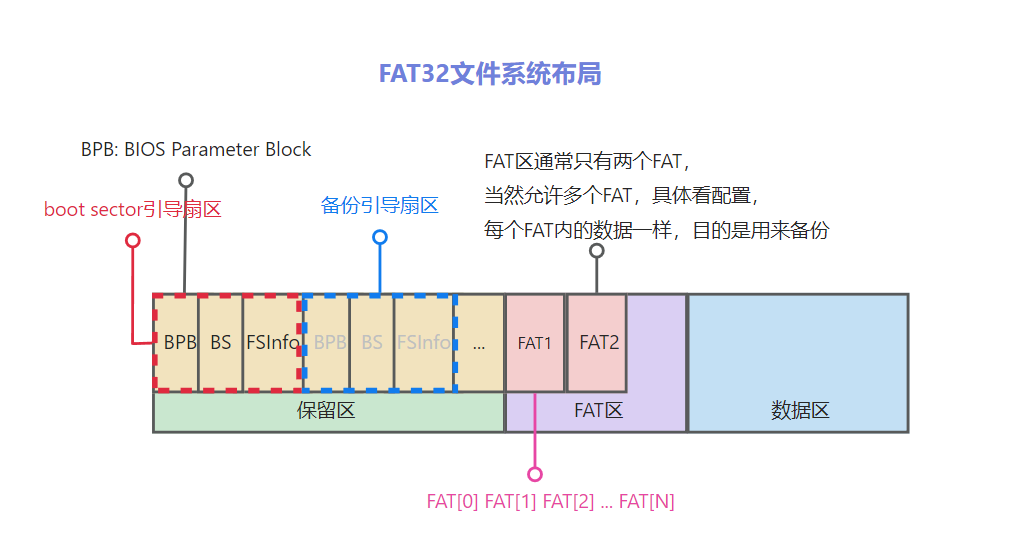 FAT32文件系统布局
BPB: BIOS Parameter Block
FAT区通常只有两个FAT，
当然允许多个FAT，具体看配置，
每个FAT内的数据一样，目的是用来备份
boot sector引导扇区
备份引导扇区
BPB BS FSInfo BPB BS FSInfo ... FAT1 FAT2
保留区 FAT区 数据区
FAT[0] FAT[1] FAT[2] ... FAT[N]